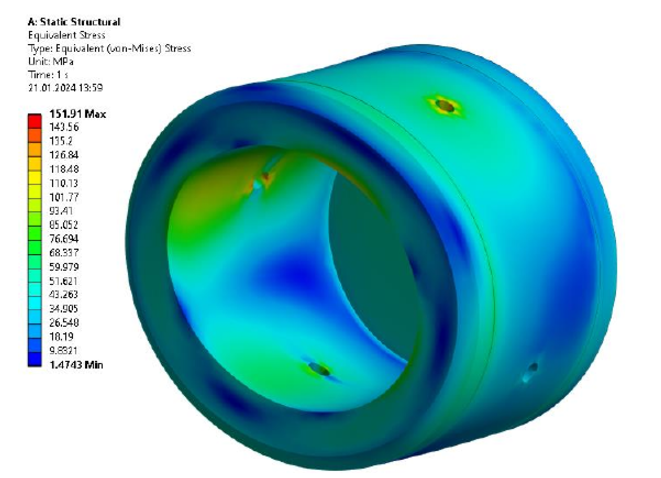 A: Static Structural
Equivalent Stress
Type: Equivalent (von-Mises) Stress
Unit: MPa
Time: 1 s
21.01.2024 13:59
151.91 Max
143.56
135.2
126.84
118.48
110.13
101.77
93.41
85.052
76.694
68.337
59.979
51.621
43.263
34.905
26.548
18.19
9.8321
1.4743 Min